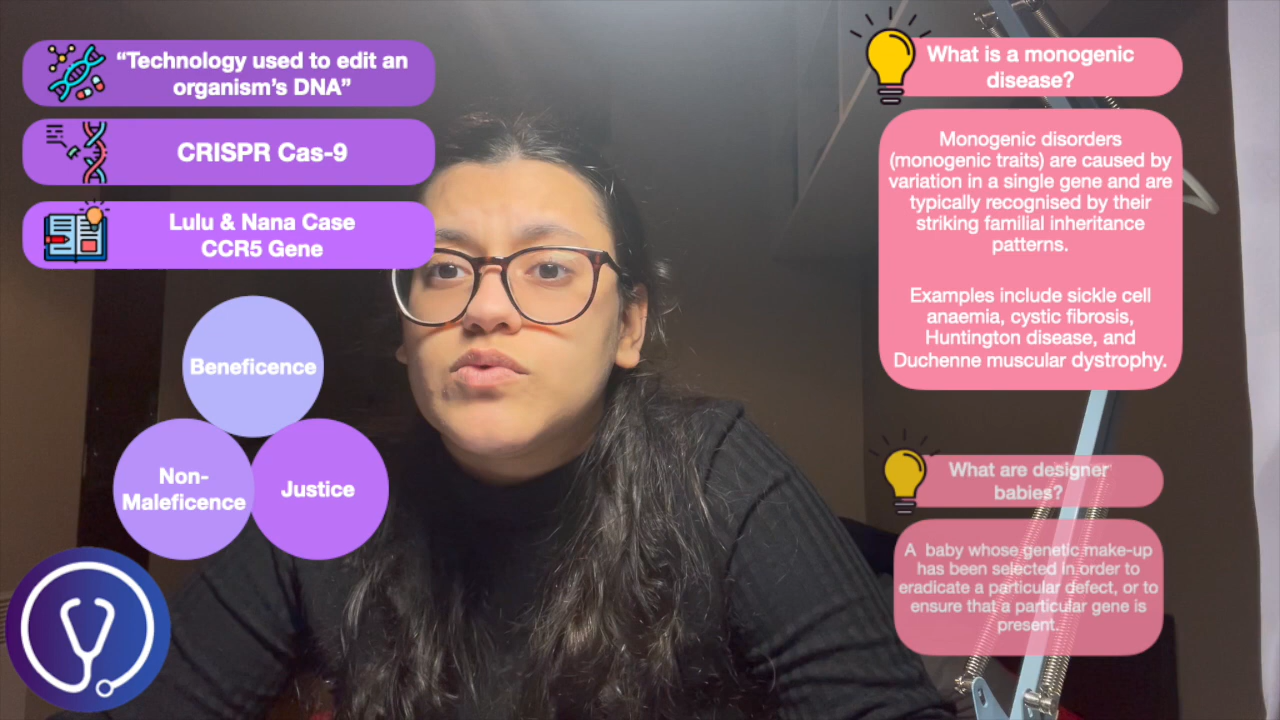 “Technology used to edit an
organism’s DNA”
CRISPR Cas-9
Lulu & Nana Case
CCR5 Gene
Beneficence
Non-
Maleficence
Justice
What is a monogenic
disease?
Monogenic disorders
(monogenic traits) are caused by
variation in a single gene and are
typically recognised by their
striking familial inheritance
patterns.
Examples include sickle cell
anaemia, cystic fibrosis,
Huntington disease, and
Duchenne muscular dystrophy.
What are designer
babies?
A baby whose genetic make-up
has been selected in order to
eradicate a particular defect, or to
ensure that a particular gene is
present.